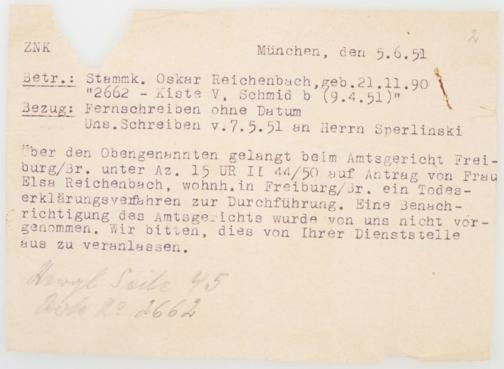 2
ZNK München, den 5.6.51
Betr.: Stammk. Oskar Reichenbach,geb.21.11.90
"2662 - Kiste V, Schmid b (9.4.51)"
Bezug: Fernschreiben ohne Datum
Uns.Schreiben v.7.5.51 an Herrn Sperlinski
"ber den Obengenannten gelangt beim Amtsgericht Frei-
burg/Br. unter Az. 15 UR II 44/50 auf Antrag von Frau
Elsa Reichenbach, wohnh.in Freiburg/Br. ein Todes-
erklärungsverfahren zur Durchführung. Eine Benach-
richtigung des Amtsgerichts wurde von uns nicht vor-
genommen. Wir bitten, dies von Ihrer Dienststelle
aus zu veranlassen.
Seite 45
2662